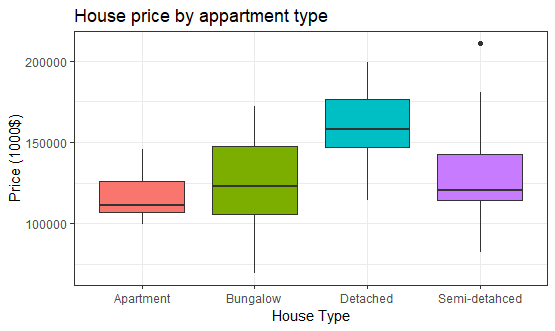 House price by appartment type
Price (1000$)
200000
150000
100000
Apartment Bungalow Detached Semi-detahced
House Type